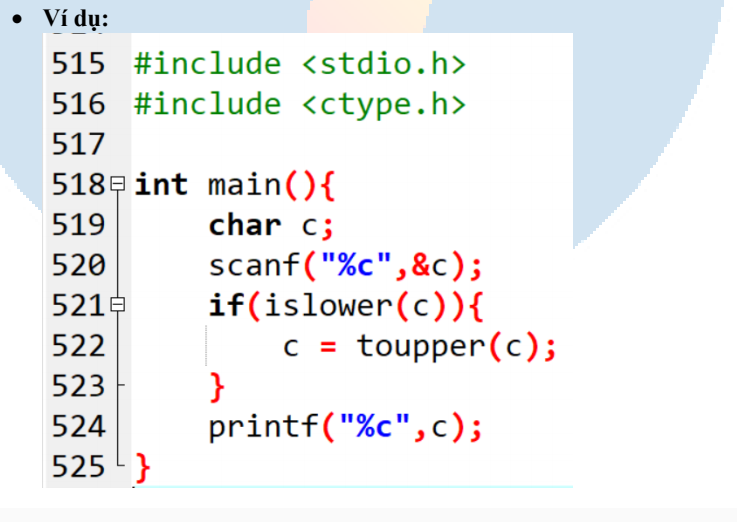 • Ví dụ:
515 #include <stdio.h>
516 #include <ctype.h>
517
518 int main(){
519     char c;
520     scanf("%c",&c);
521     if(islower(c)){
522         c = toupper(c);
523     }
524     printf("%c",c);
525 }